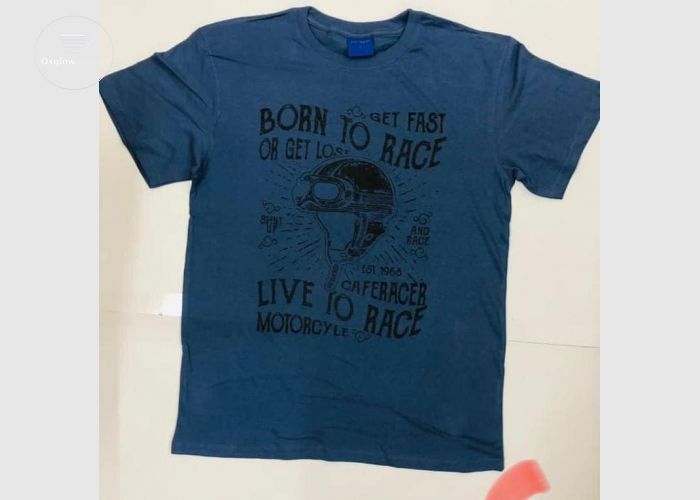 Oxglow
GET FAST
BORN TO RACE
OR GET LOST
AND
RACE
EST 1968
CAFERACER
LIVE TO RACE
MOTORCYLE